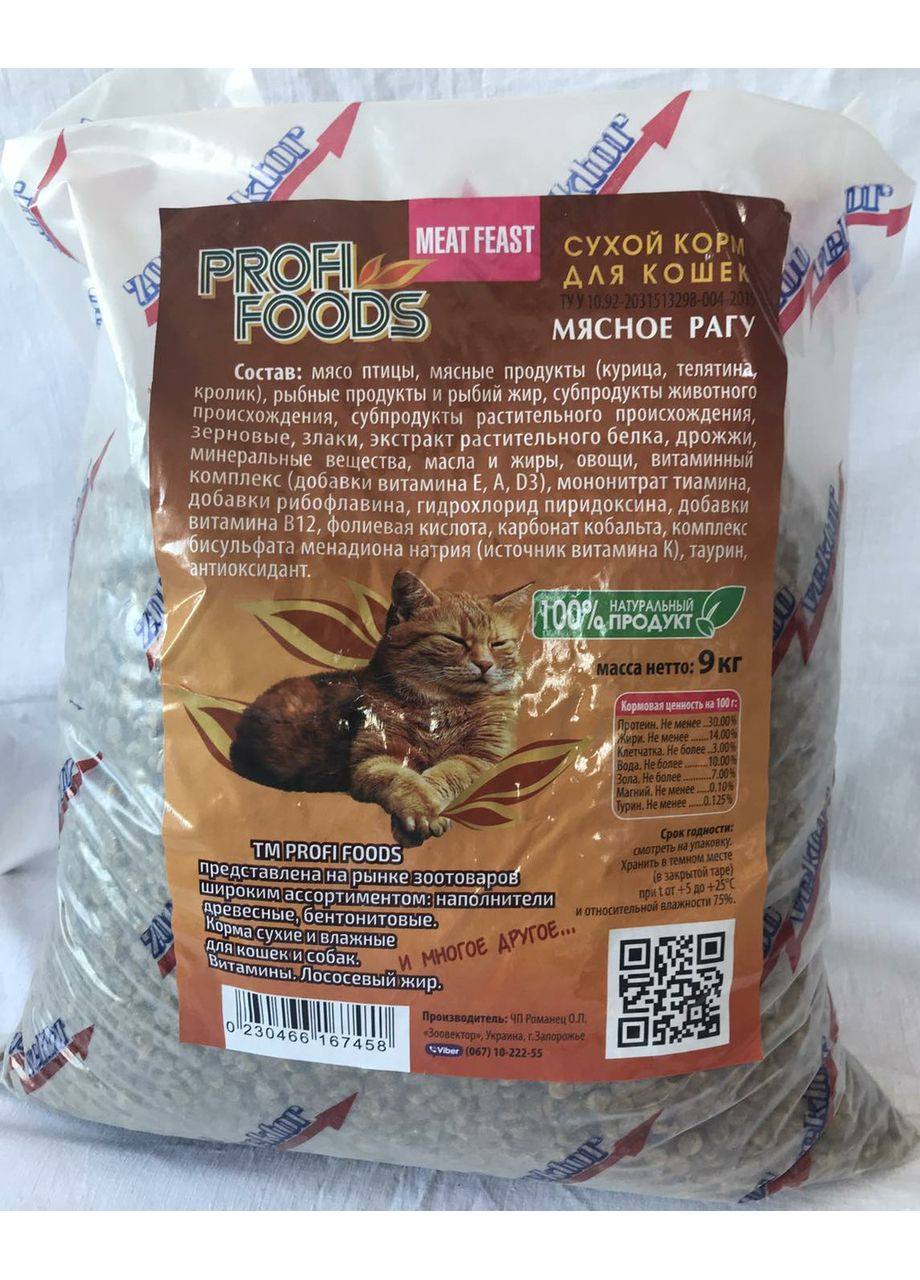 MEAT FEAST
PROFI
FOODS
СУХОЙ КОРМ
ДЛЯ КОШЕК
ТУ У 10.92-2031513298-004-201
МЯСНОЕ РАГУ
Состав: мясо птицы, мясные продукты (курица, телятина,
кролик), рыбные продукты и рыбий жир, субпродукты животного
происхождения, субпродукты растительного происхождения,
зерновые, злаки, экстракт растительного белка, дрожжи,
минеральные вещества, масла и жиры, овощи, витаминный
комплекс (добавки витамина Е, А, D3), мононитрат тиамина,
добавки рибофлавина, гидрохлорид пиридоксина, добавки
витамина В12, фолиевая кислота, карбонат кобальта, комплекс
бисульфата менадиона натрия (источник витамина К), таурин,
антиоксидант.
100% НАТУРАЛЬНЫЙ
ПРОДУКТ
масса нетто: 9 кг
Кормовая ценность на 100 г:
Протеин. Не менее ..30.00%
Жири. Не менее ......14.00%
Клетчатка. Не более ..3.00%
Вода. Не более .........10.00%
Зола. Не более ...........7.00%
Магний. Не менее .....0.10%
Турин. Не менее ......0.125%
Срок годности:
смотреть на упаковку.
Хранить в темном месте
(в закрытой таре)
при t от +5 до +25°С
и относительной влажности 75%.
ТМ PROFI FOODS
представлена на рынке зоотоваров
широким ассортиментом: наполнители
древесные, бентонитовые.
Корма сухие и влажные
для кошек и собак.
Витамины. Лососевый жир.
И МНОГОЕ ДРУГОЕ...
0 230466 167458
Производитель: ЧП Романец О.Л.
«Зоовектор», Украина, г.Запорожье
Viber (067) 10-222-55